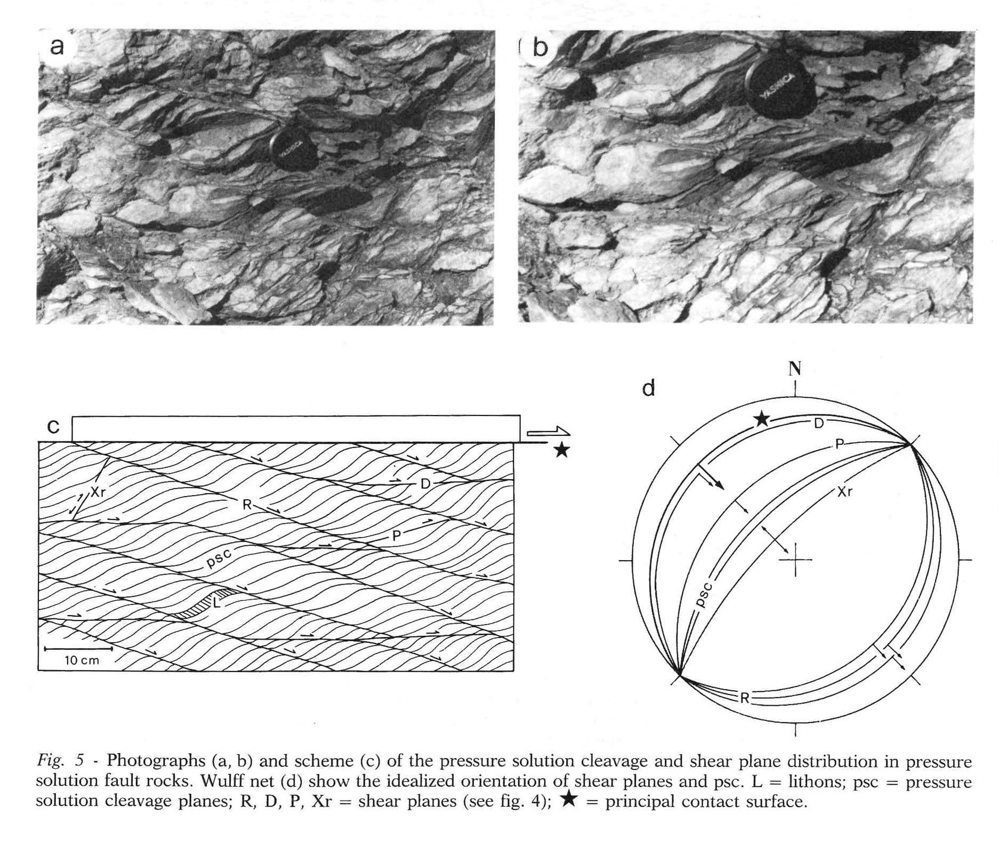 a
b
YASHICA
YASHICA
N
d
c
D
P
Xr
psc
R
Xr
D
R
P
psc
L
10 cm
Fig. 5 - Photographs (a, b) and scheme (c) of the pressure solution cleavage and shear plane distribution in pressure
solution fault rocks. Wulff net (d) show the idealized orientation of shear planes and psc. L = lithons; psc = pressure
solution cleavage planes; R, D, P, Xr = shear planes (see fig. 4); ★ = principal contact surface.